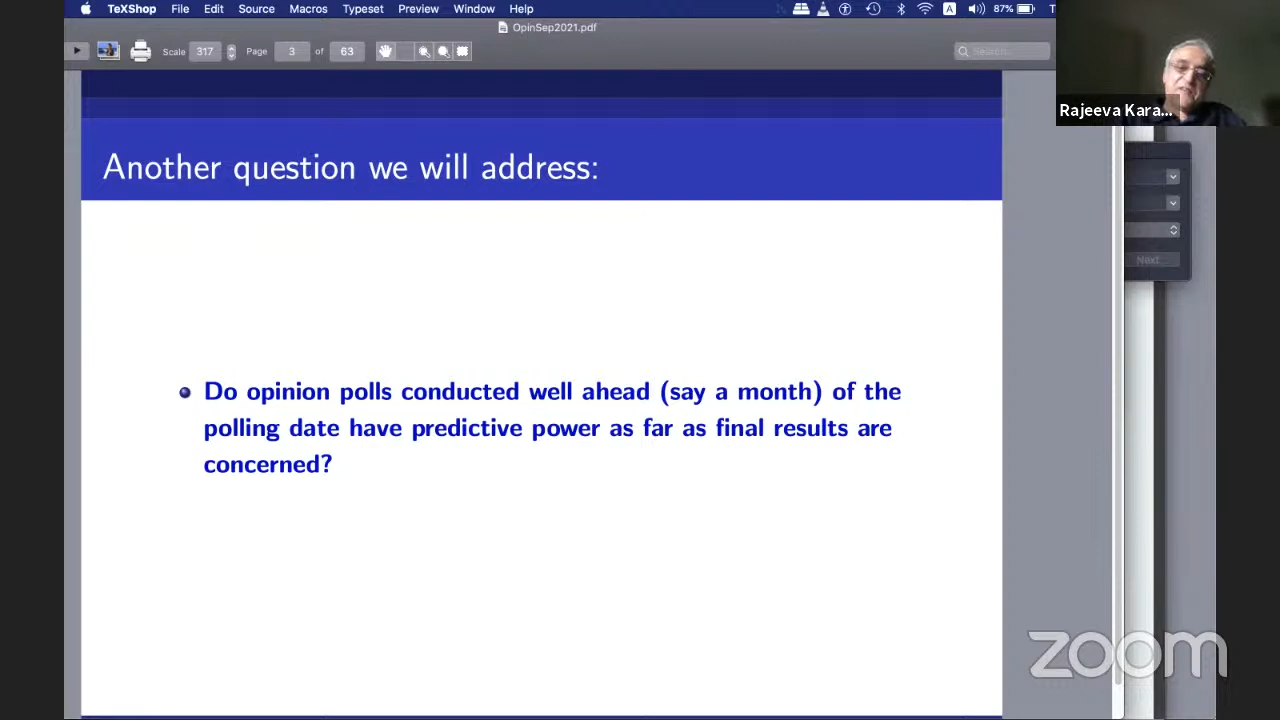 TeXShop File Edit Source Macros Typeset Preview Window Help A 87% T
OpinSep2021.pdf
Scale 317 Page 3 of 63 Search...
Rajeeva Kara...
Another question we will address:
Next
Do opinion polls conducted well ahead (say a month) of the
polling date have predictive power as far as final results are
concerned?
zoom